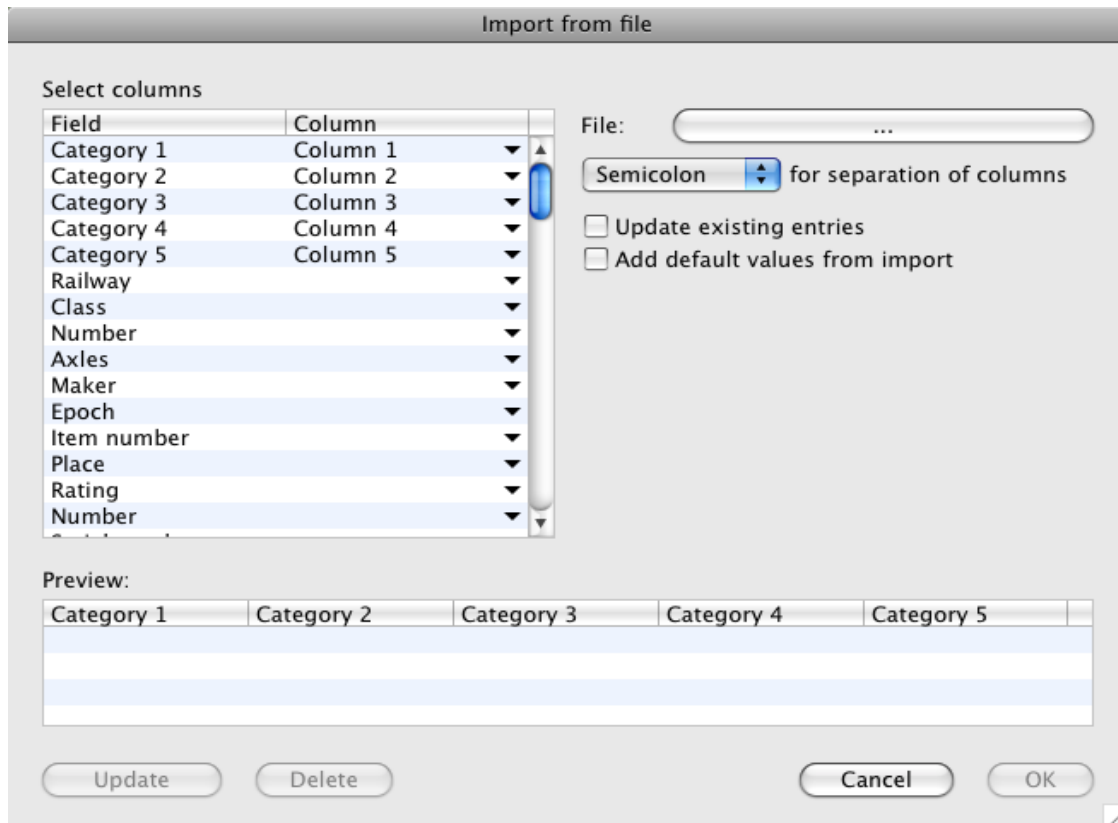 Import from file
Select columns
Field Column
Category 1 Column 1
Category 2 Column 2
Category 3 Column 3
Category 4 Column 4
Category 5 Column 5
Railway
Class
Number
Axles
Maker
Epoch
Item number
Place
Rating
Number
File: ...
Semicolon for separation of columns
Update existing entries
Add default values from import
Preview:
Category 1 Category 2 Category 3 Category 4 Category 5
Update Delete Cancel OK